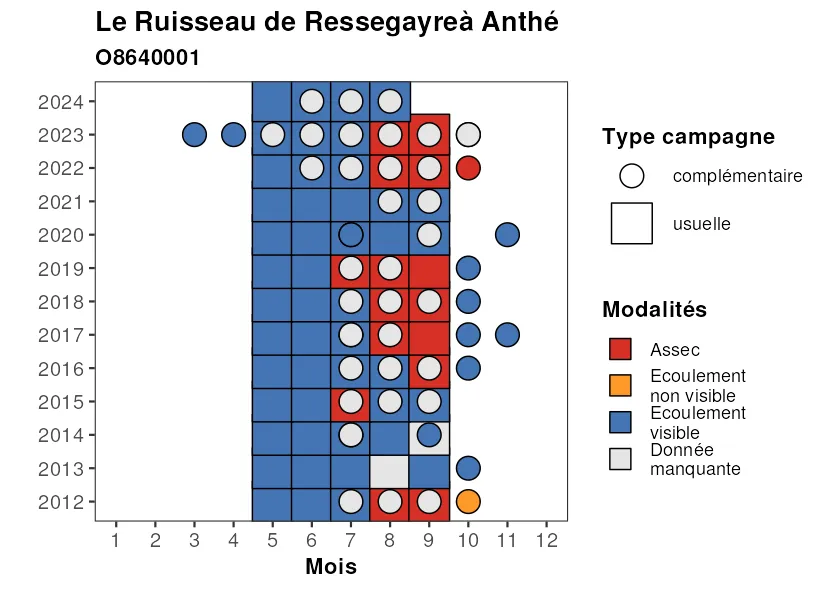 Le Ruisseau de Ressegayreà Anthé
O8640001
2024
2023
2022
2021
2020
2019
2018
2017
2016
2015
2014
2013
2012
1 2 3 4 5 6 7 8 9 10 11 12
Mois
Type campagne
complémentaire
usuelle
Modalités
Assec
Ecoulement
non visible
Ecoulement
visible
Donnée
manquante